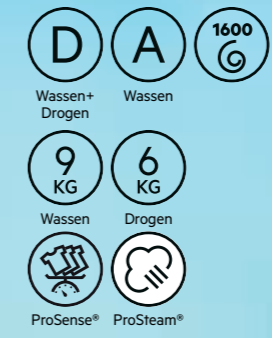 D A 1600
Wassen+ Wassen
Drogen
9 6
KG KG
Wassen Drogen
ProSense® ProSteam®